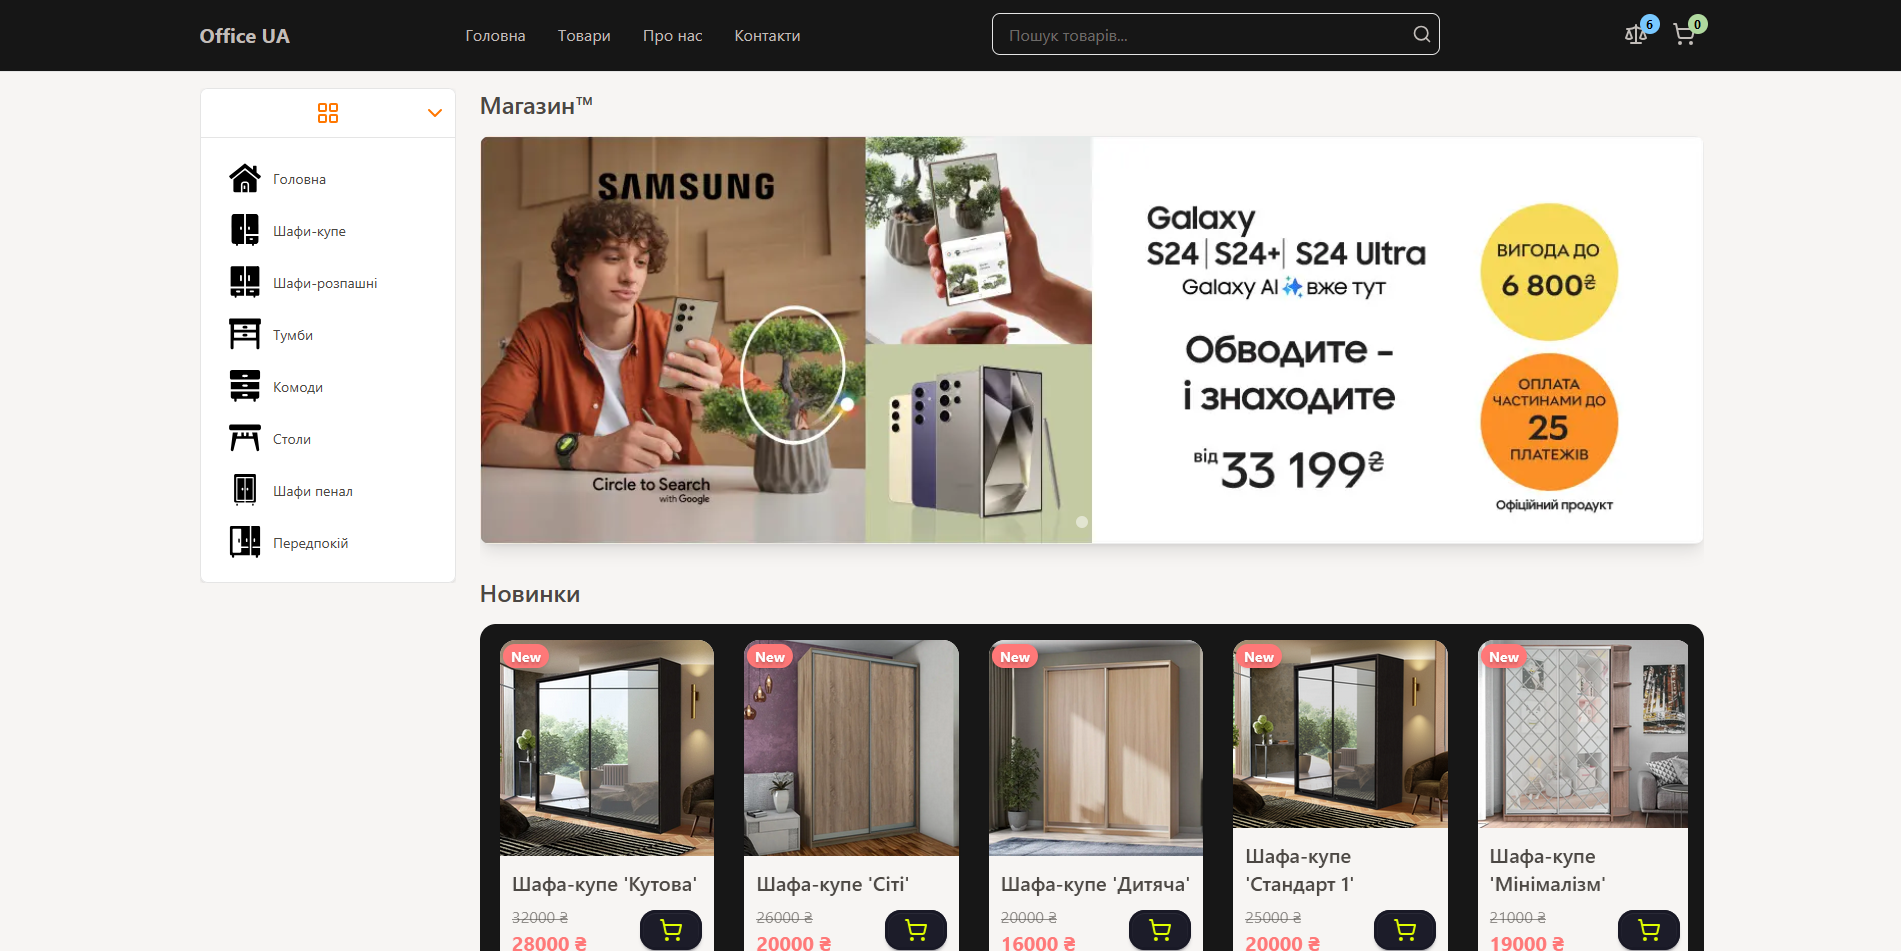 Office UA
Головна
Товари
Про нас
Контакти
Пошук товарів...
6
0
Головна
Шафи-купе
Шафи-розпашні
Тумби
Комоди
Столи
Шафи пенал
Передпокій
Магазин™
SAMSUNG
Circle to Search
with Google
Galaxy
S24 | S24+ | S24 Ultra
Galaxy AI вже тут
Обводите –
і знаходите
від 33 199₴
ВИГОДА ДО
6 800₴
ОПЛАТА
ЧАСТИНАМИ ДО
25
ПЛАТЕЖІВ
Офіційний продукт
Новинки
New
Шафа-купе 'Кутова'
32000 ₴
28000 ₴
New
Шафа-купе 'Сіті'
26000 ₴
20000 ₴
New
Шафа-купе 'Дитяча'
20000 ₴
16000 ₴
New
Шафа-купе
'Стандарт 1'
25000 ₴
20000 ₴
New
Шафа-купе
'Мінімалізм'
21000 ₴
19000 ₴